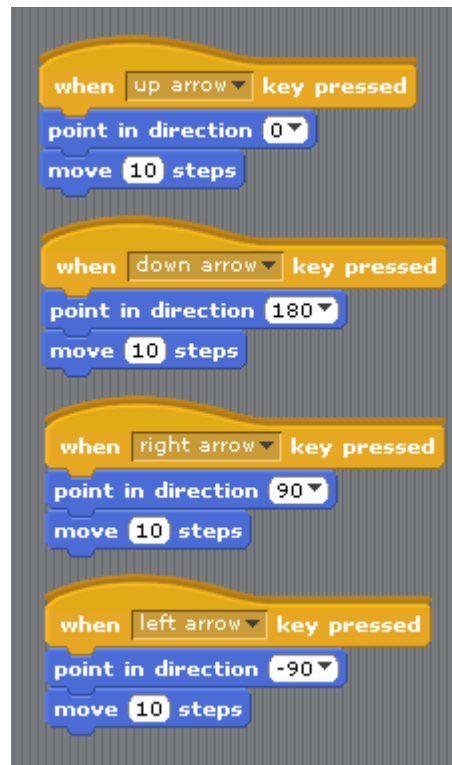 when up arrow key pressed
point in direction 0
move 10 steps
when down arrow key pressed
point in direction 180
move 10 steps
when right arrow key pressed
point in direction 90
move 10 steps
when left arrow key pressed
point in direction -90
move 10 steps